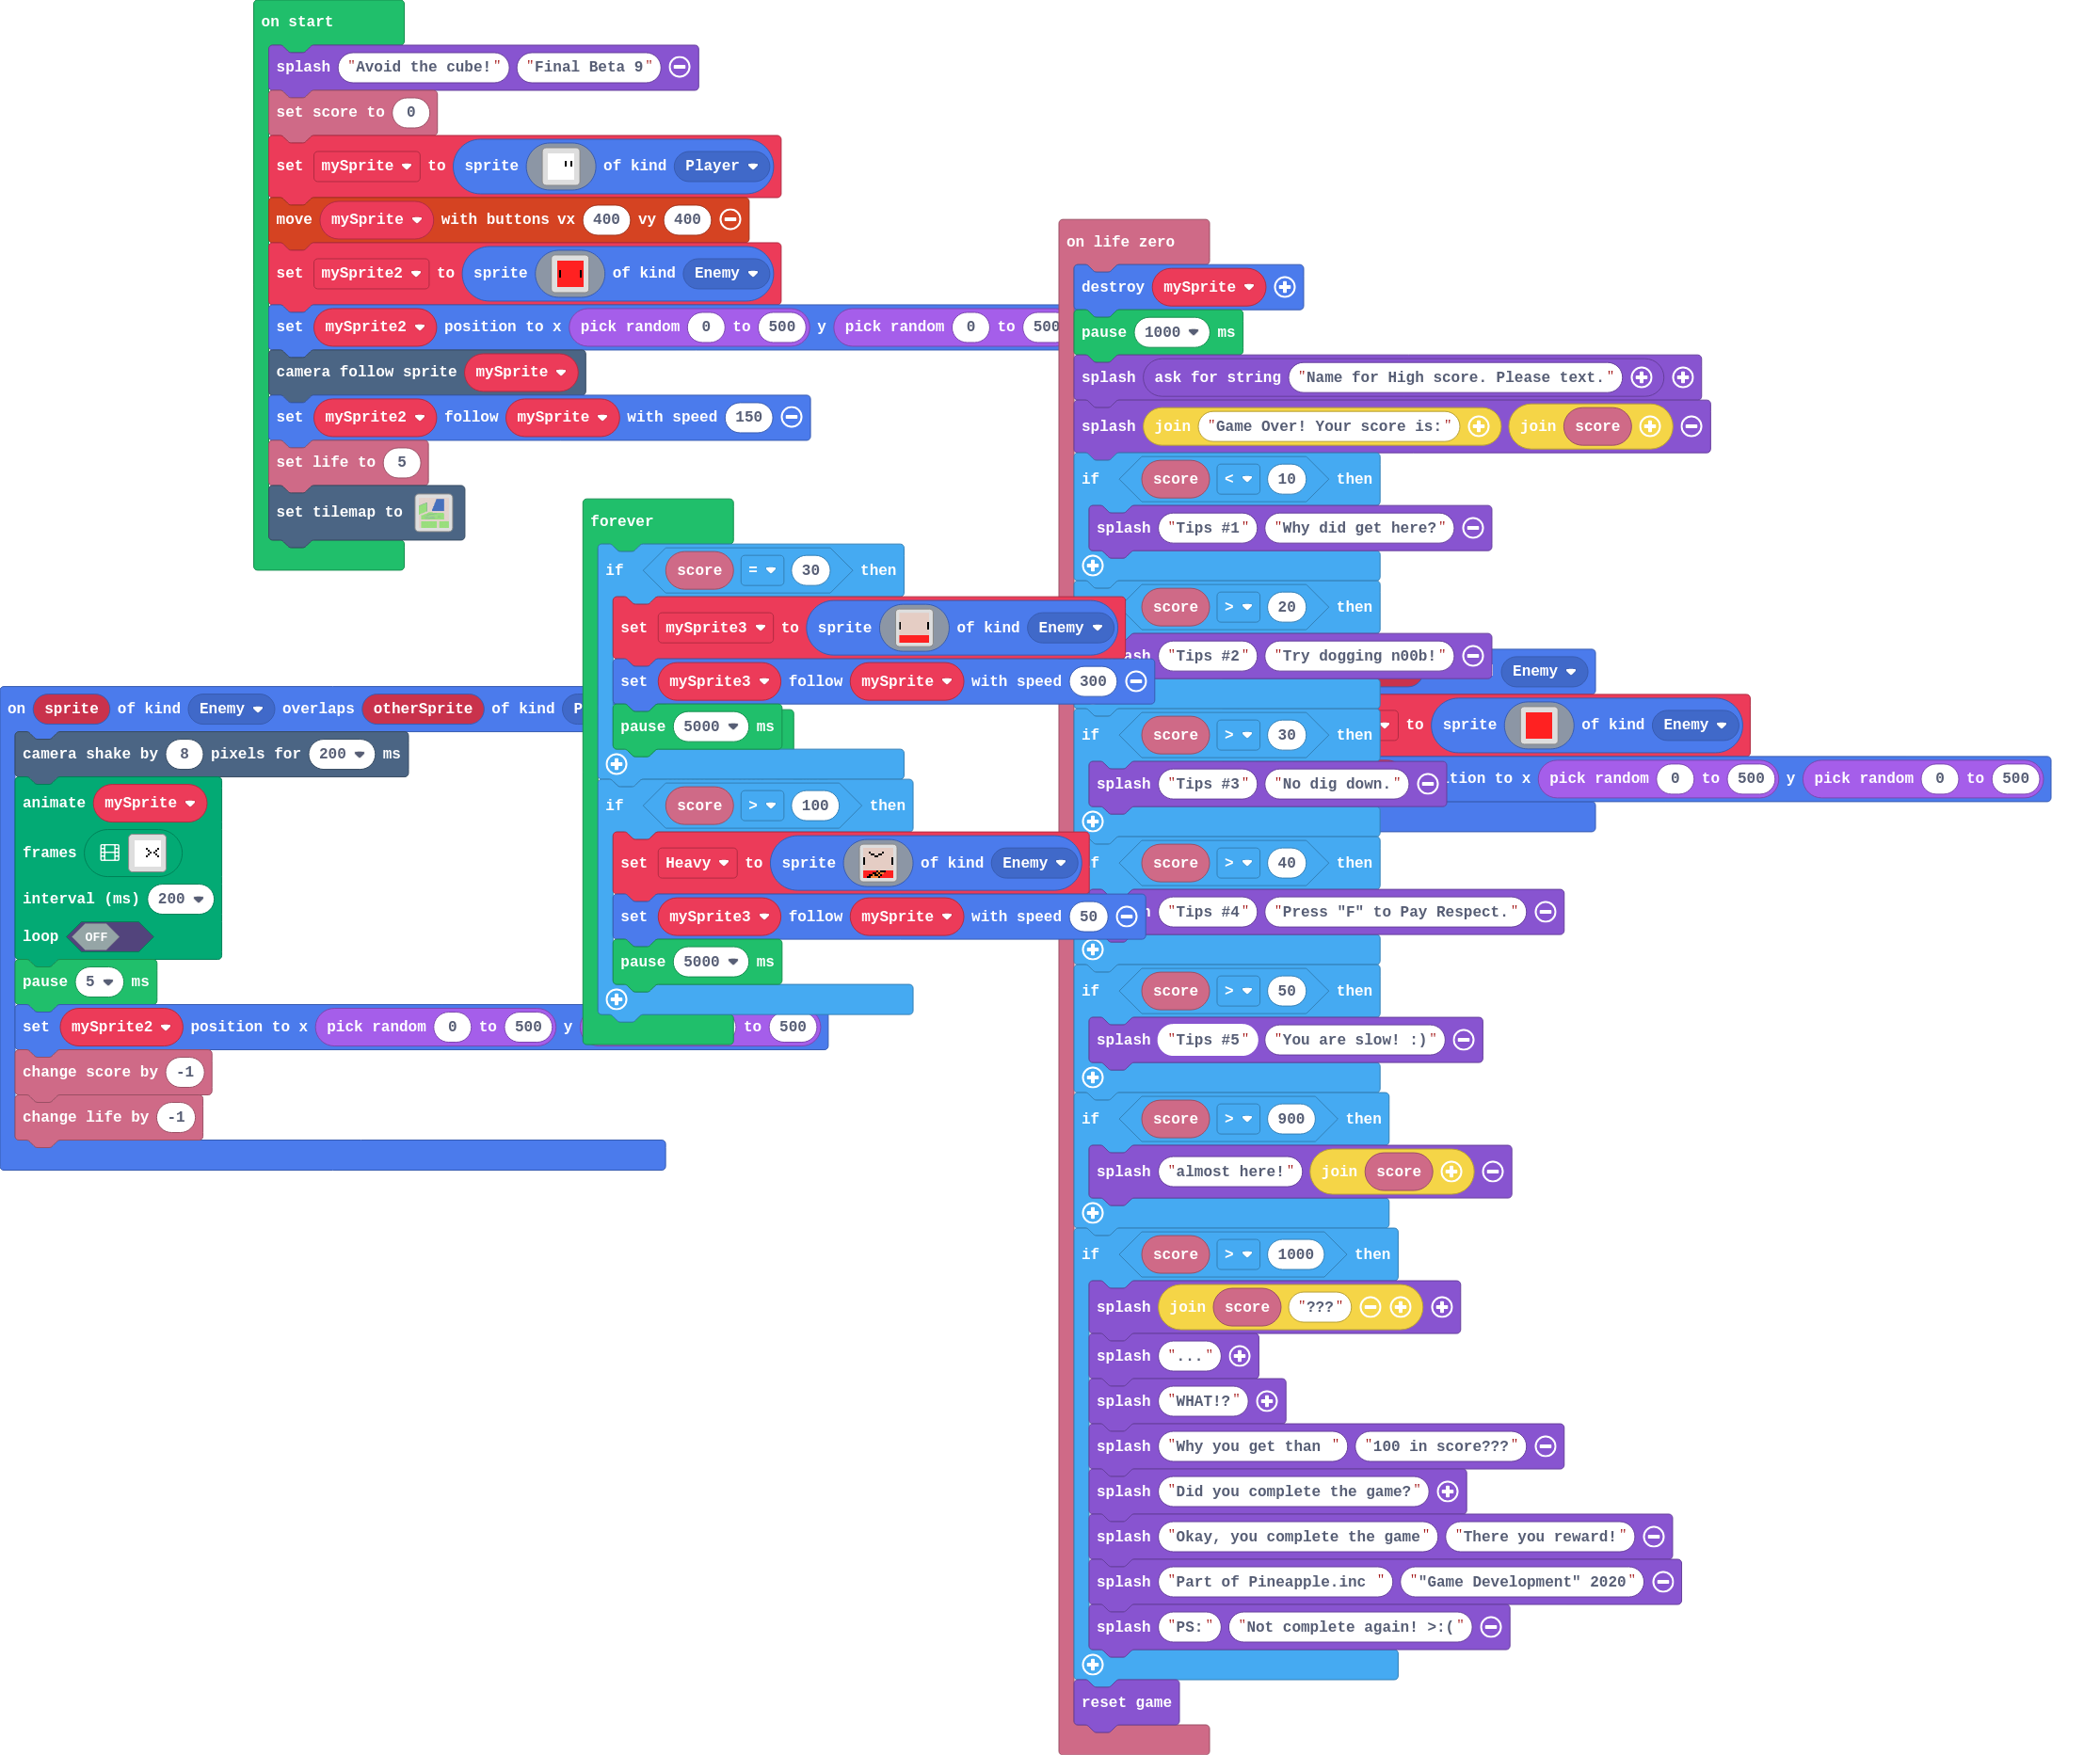 on start
splash "Avoid the cube!" "Final Beta 9"
set score to 0
set mySprite to sprite of kind Player
move mySprite with buttons vx 400 vy 400
set mySprite2 to sprite of kind Enemy
set mySprite2 position to x pick random 0 to 500 y pick random 0 to 500
camera follow sprite mySprite
set mySprite2 follow mySprite with speed 150
set life to 5
set tilemap to
forever
if score = 30 then
set mySprite3 to sprite of kind Enemy
set mySprite3 follow mySprite with speed 300
pause 5000 ms
if score > 100 then
set Heavy to sprite of kind Enemy
set mySprite3 follow mySprite with speed 50
pause 5000 ms
on sprite of kind Enemy overlaps otherSprite of kind
camera shake by 8 pixels for 200 ms
animate mySprite
frames
interval (ms) 200
loop OFF
pause 5 ms
set mySprite2 position to x pick random 0 to 500 y to 500
change score by -1
change life by -1
on life zero
destroy mySprite
pause 1000 ms
splash ask for string "Name for High score. Please text."
splash join "Game Over! Your score is:" join score
if score < 10 then
splash "Tips #1" "Why did get here?"
score > 20 then
"Tips #2" "Try dogging n00b!"
if score > 30 then
splash "Tips #3" "No dig down."
score > 40 then
"Tips #4" "Press "F" to Pay Respect."
if score > 50 then
splash "Tips #5" "You are slow! :)"
if score > 900 then
splash "almost here!" join score
if score > 1000 then
splash join score "???"
splash "..."
splash "WHAT!?"
splash "Why you get than " "100 in score???"
splash "Did you complete the game?"
splash "Okay, you complete the game" "There you reward!"
splash "Part of Pineapple.inc " ""Game Development" 2020"
splash "PS:" "Not complete again! >:("
reset game
Enemy
to sprite of kind Enemy
to x pick random 0 to 500 y pick random 0 to 500